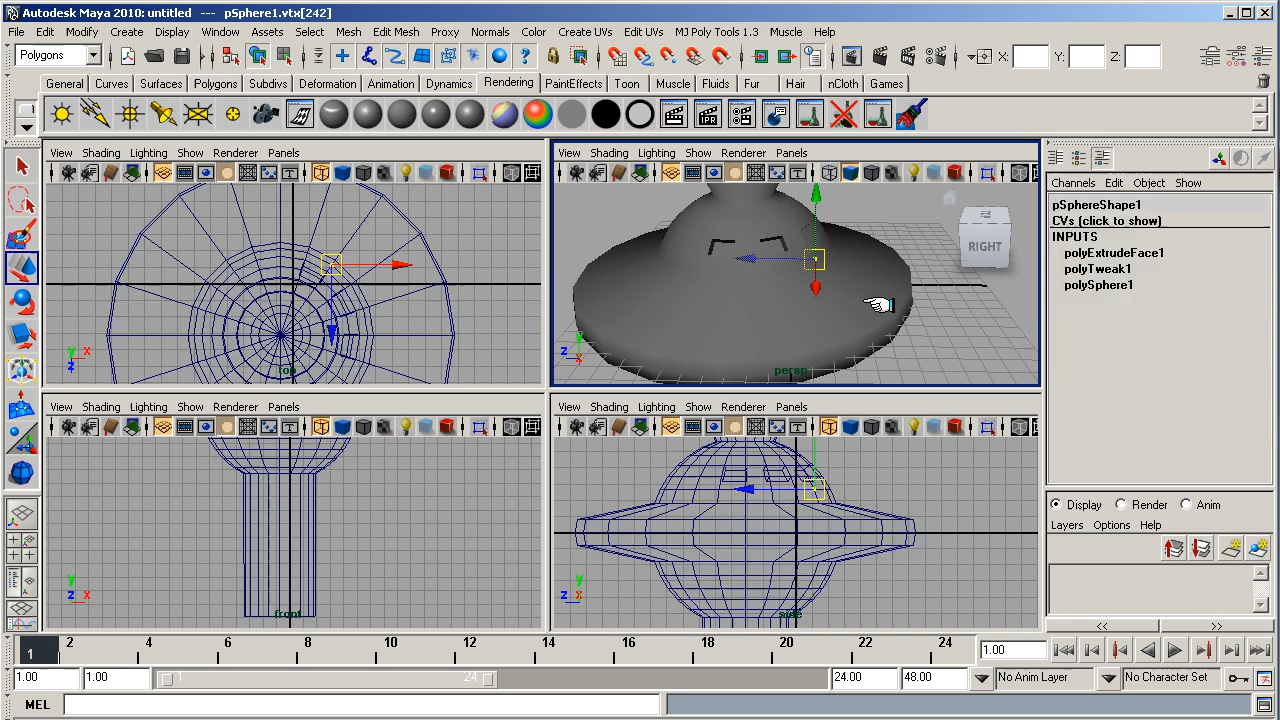 Autodesk Maya 2010: untitled --- pSphere1.vtx[242]
File Edit Modify Create Display Window Assets Select Mesh Edit Mesh Proxy Normals Color Create UVs Edit UVs MJ Poly Tools 1.3 Muscle Help
Polygons X: Y: Z:
General Curves Surfaces Polygons Subdivs Deformation Animation Dynamics Rendering PaintEffects Toon Muscle Fluids Fur Hair nCloth Games
IPR
View Shading Lighting Show Renderer Panels
y x
z
top
View Shading Lighting Show Renderer Panels
RIGHT
y
z x
persp
View Shading Lighting Show Renderer Panels
y
z x
front
View Shading Lighting Show Renderer Panels
y
z x
side
Channels Edit Object Show
pSphereShape1
CVs (click to show)
INPUTS
polyExtrudeFace1
polyTweak1
polySphere1
Display Render Anim
Layers Options Help
<< >>
1 2 4 6 8 10 12 14 16 18 20 22 24 1.00
1.00 1.00 1 24 24.00 48.00 No Anim Layer No Character Set
MEL